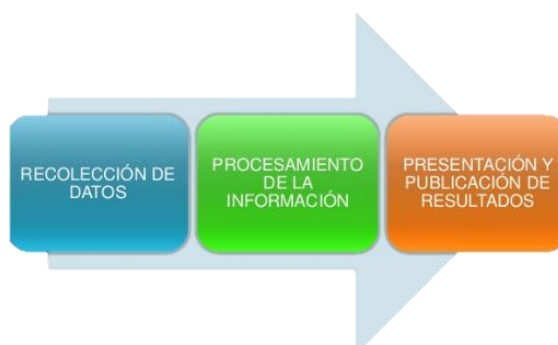 RECOLECCIÓN DE
DATOS
PROCESAMIENTO
DE LA
INFORMACIÓN
PRESENTACIÓN Y
PUBLICACIÓN DE
RESULTADOS